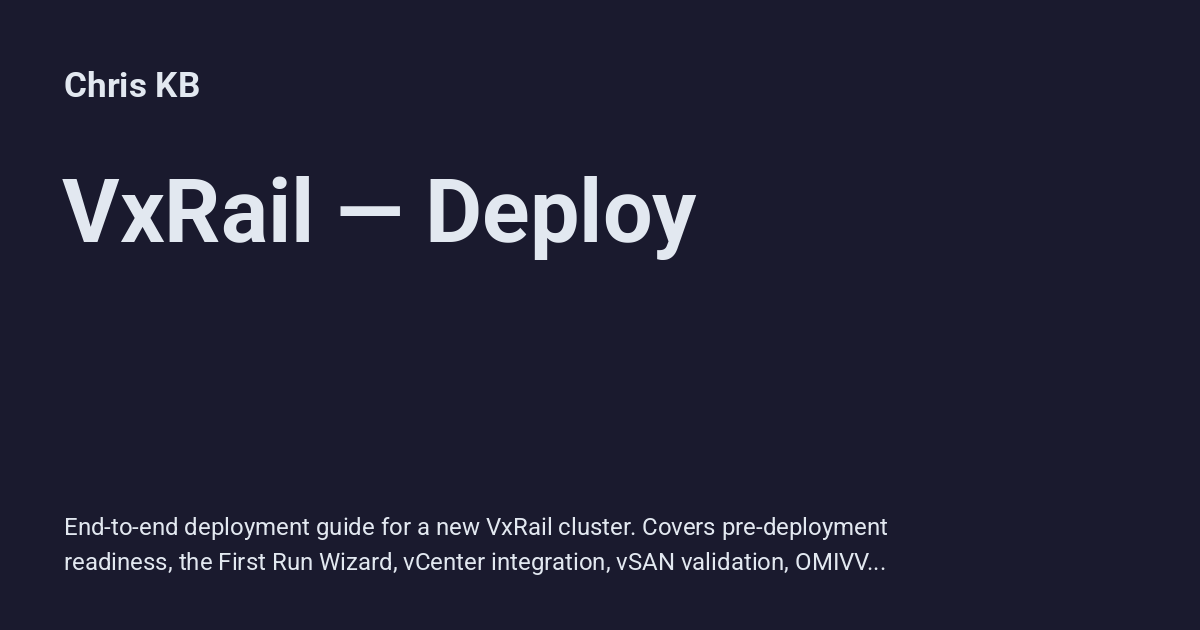 Chris KB
VxRail — Deploy
End-to-end deployment guide for a new VxRail cluster. Covers pre-deployment
readiness, the First Run Wizard, vCenter integration, vSAN validation, OMIVV...